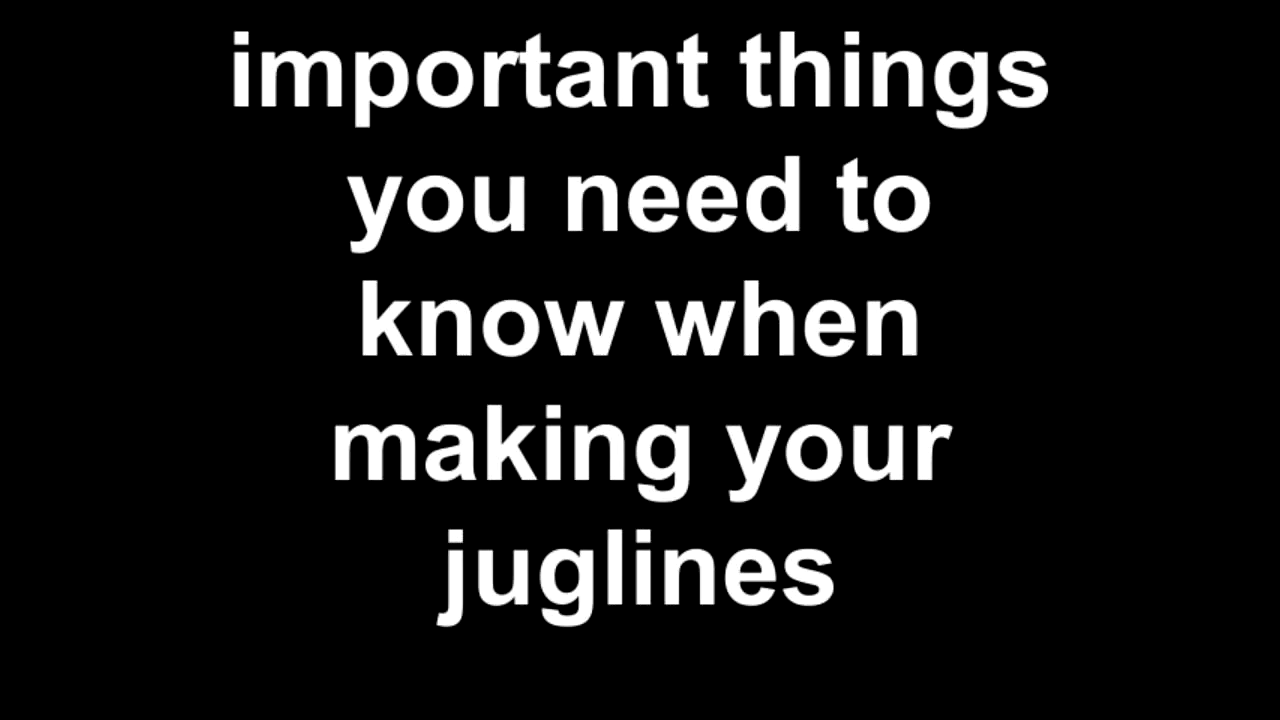 important things
you need to
know when
making your
juglines